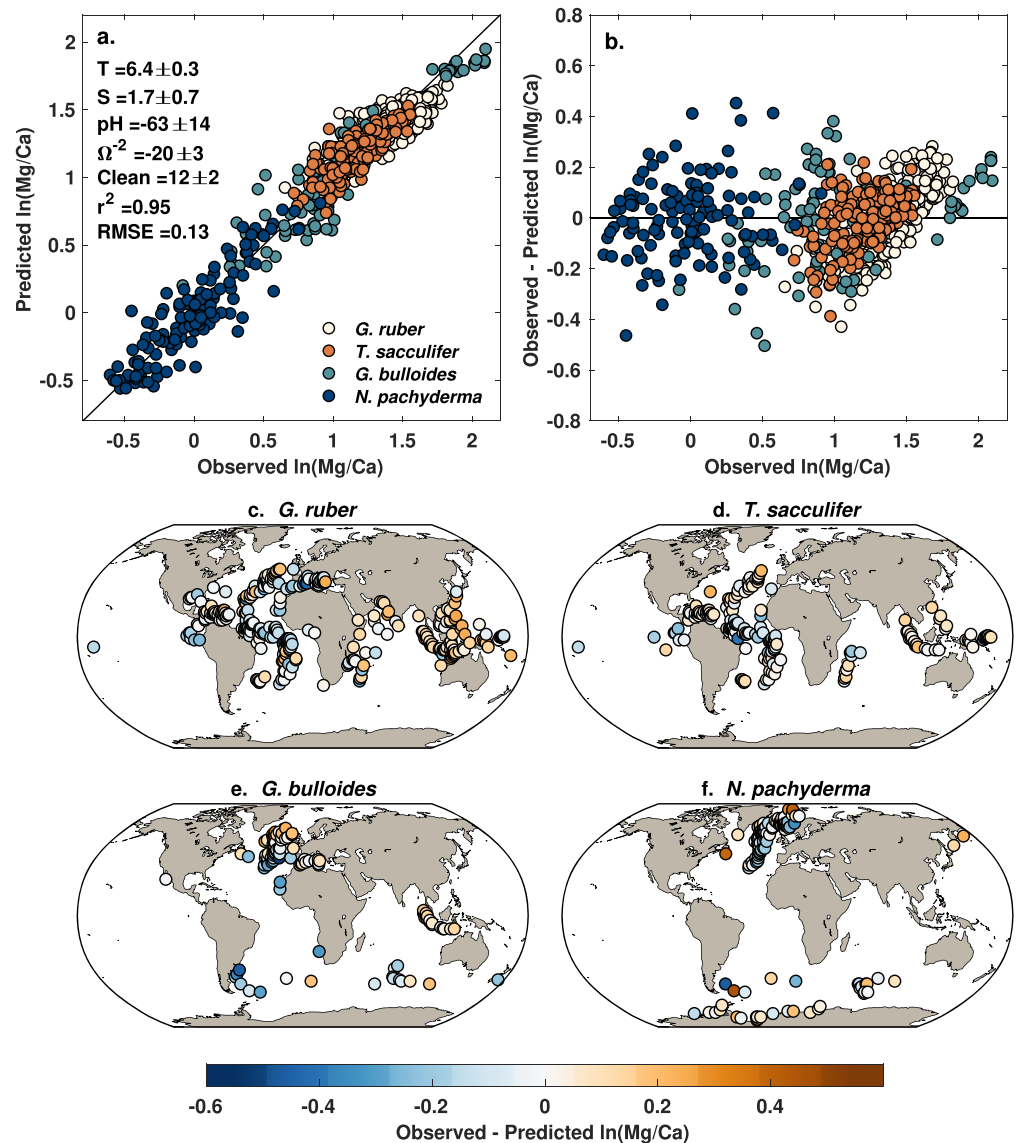 a.
T =6.4±0.3
S =1.7±0.7
pH =-63±14
Ω-2 =-20±3
Clean =12±2
r2 =0.95
RMSE =0.13
G. ruber
T. sacculifer
G. bulloides
N. pachyderma
2
1.5
1
0.5
0
-0.5
Predicted ln(Mg/Ca)
-0.5 0 0.5 1 1.5 2
Observed ln(Mg/Ca)
b.
0.8
0.6
0.4
0.2
0
-0.2
-0.4
-0.6
-0.8
Observed - Predicted ln(Mg/Ca)
-0.5 0 0.5 1 1.5 2
Observed ln(Mg/Ca)
c. G. ruber
d. T. sacculifer
e. G. bulloides
f. N. pachyderma
-0.6 -0.4 -0.2 0 0.2 0.4
Observed - Predicted ln(Mg/Ca)